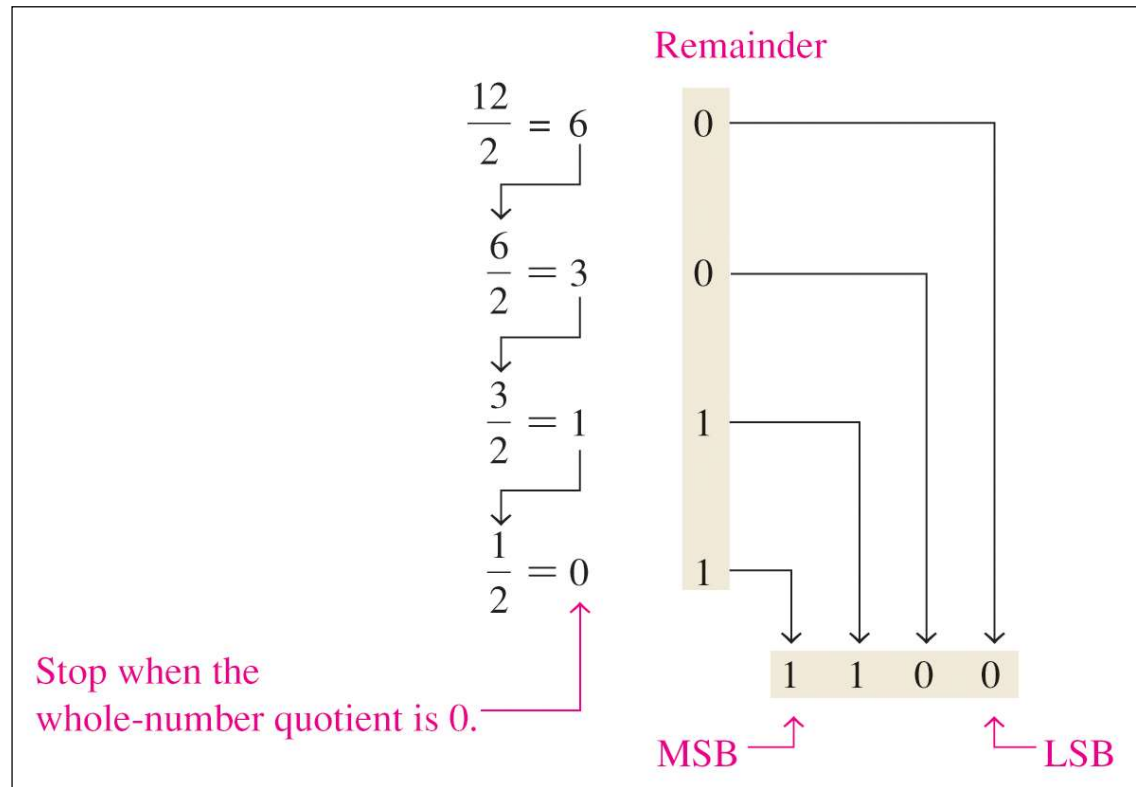 Remainder
12/2 = 6 0
6/2 = 3 0
3/2 = 1 1
1/2 = 0 1
Stop when the
whole-number quotient is 0.
1 1 0 0
MSB LSB